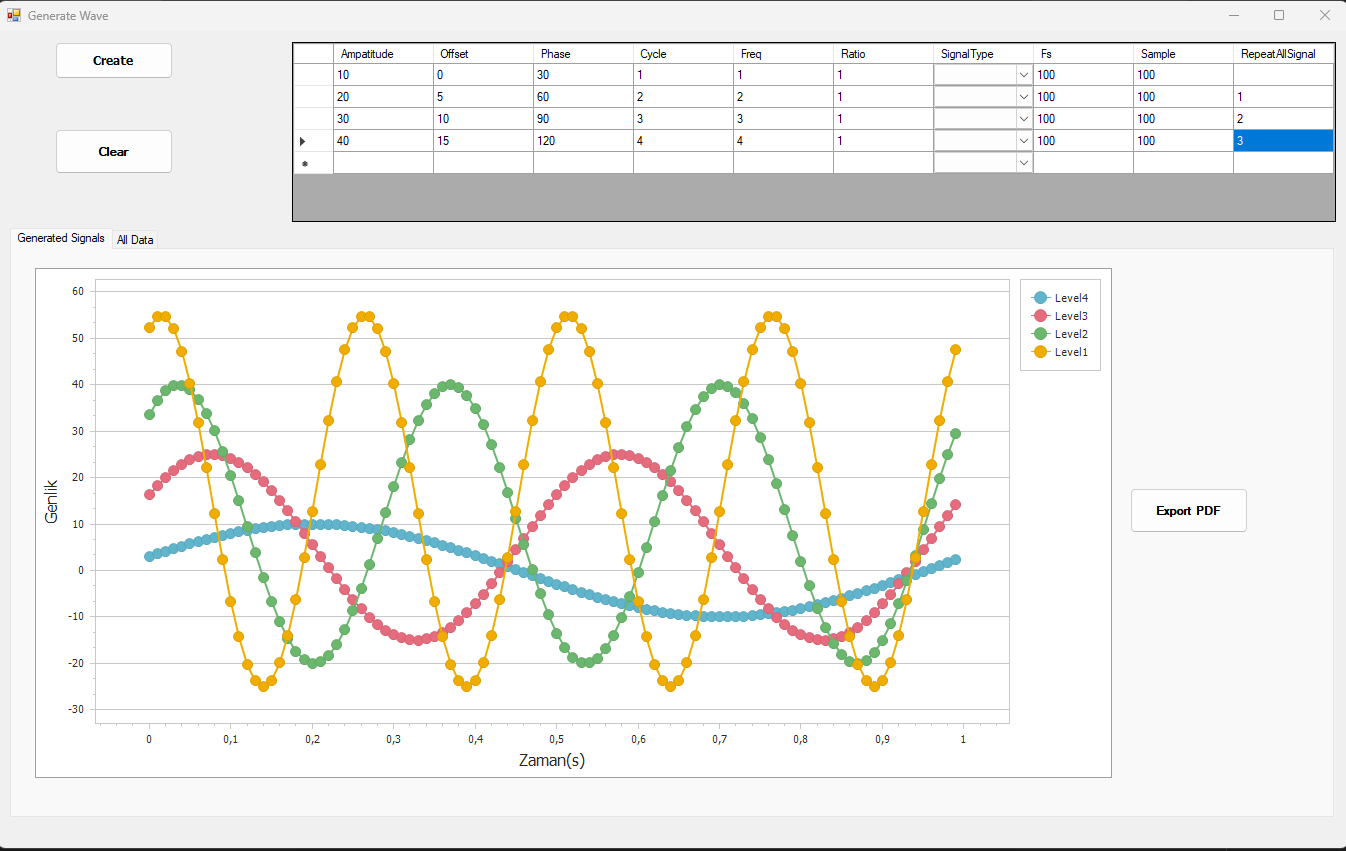 Generate Wave
Create
Clear
Ampatitude Offset Phase Cycle Freq Ratio SignalType Fs Sample RepeatAllSignal
10 0 30 1 1 1 100 100
20 5 60 2 2 1 100 100 1
30 10 90 3 3 1 100 100 2
40 15 120 4 4 1 100 100 3
Generated Signals All Data
60
50
40
30
20
10
0
-10
-20
-30
Genlik
0 0,1 0,2 0,3 0,4 0,5 0,6 0,7 0,8 0,9 1
Zaman(s)
Level4
Level3
Level2
Level1
Export PDF